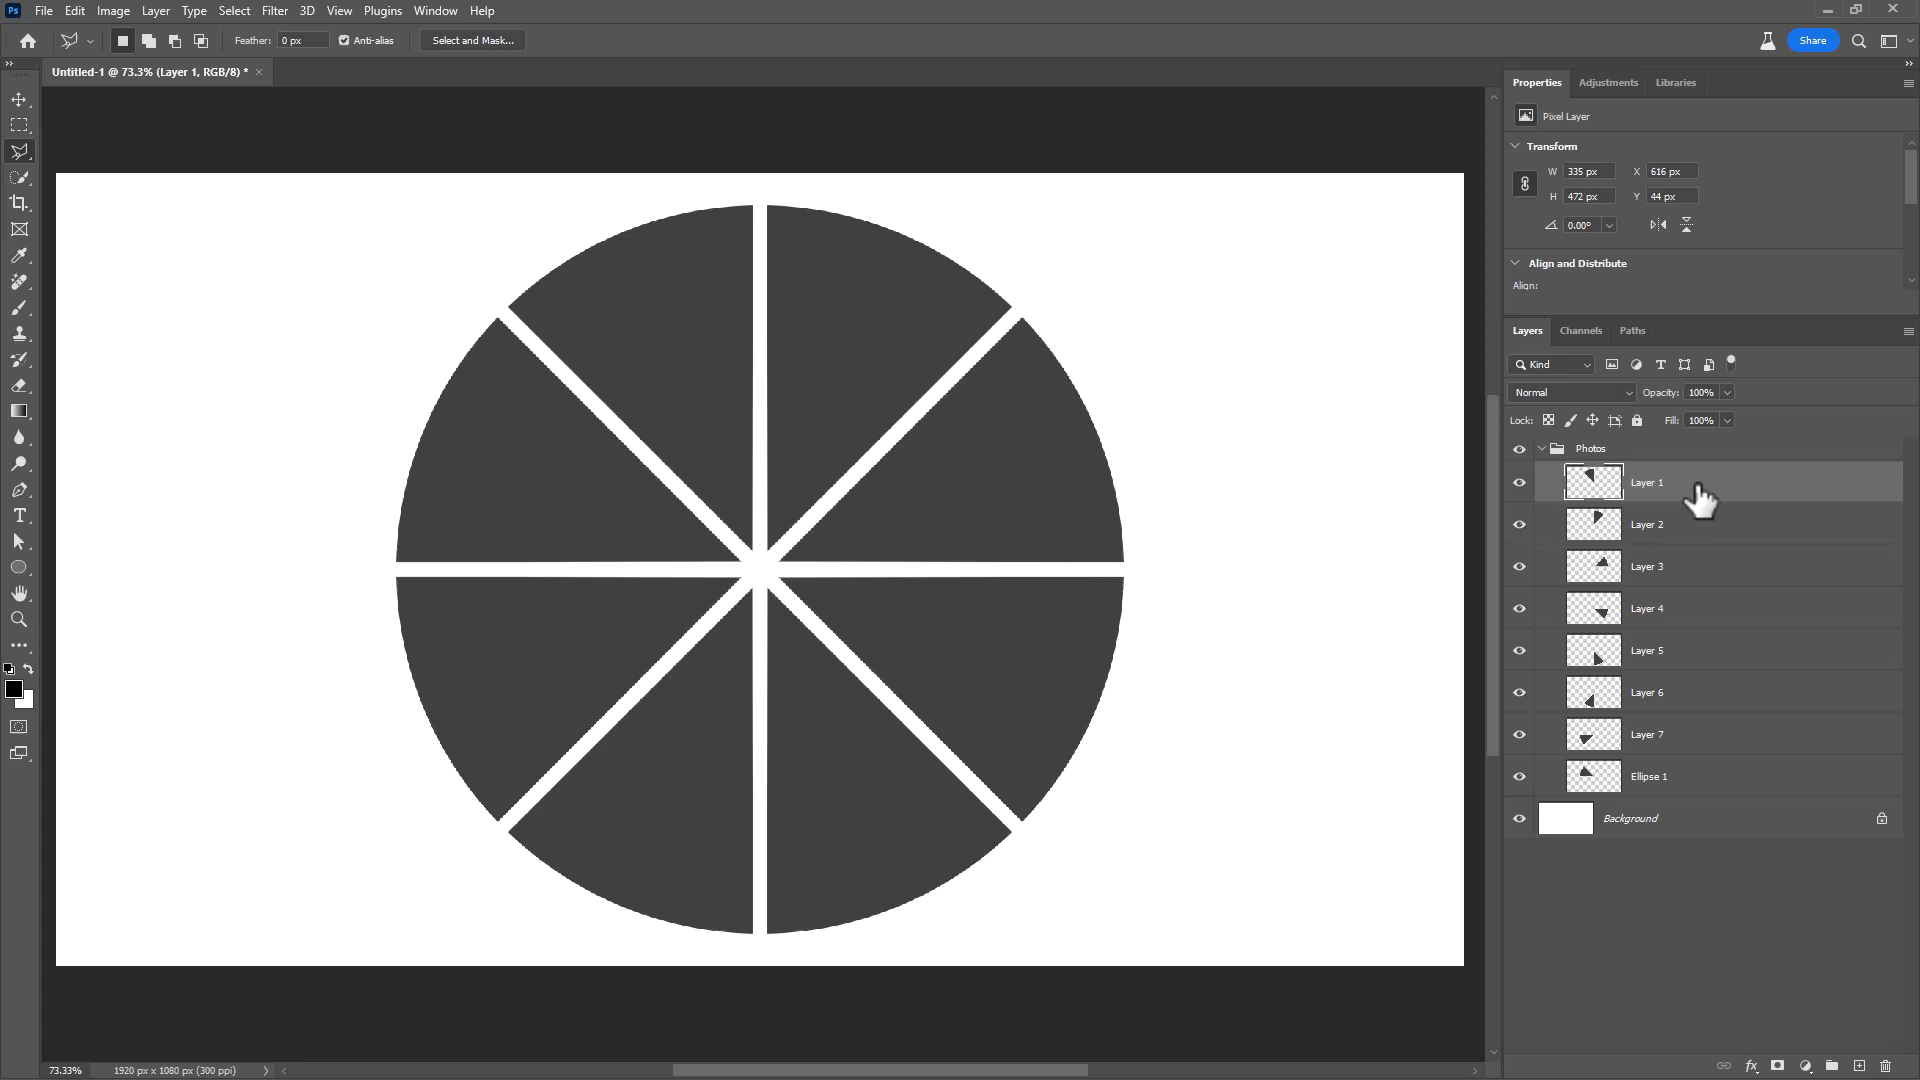 Ps File Edit Image Layer Type Select Filter 3D View Plugins Window Help
Feather: 0 px Anti-alias Select and Mask... Share
Untitled-1 @ 73.3% (Layer 1, RGB/8) * ×
Properties Adjustments Libraries
Pixel Layer
Transform
W 335 px X 616 px
H 472 px Y 44 px
0.00°
Align and Distribute
Align:
Layers Channels Paths
Kind
Normal Opacity: 100%
Lock: Fill: 100%
Photos
Layer 1
Layer 2
Layer 3
Layer 4
Layer 5
Layer 6
Layer 7
Ellipse 1
Background
73.33% 1920 px x 1080 px (300 ppi)